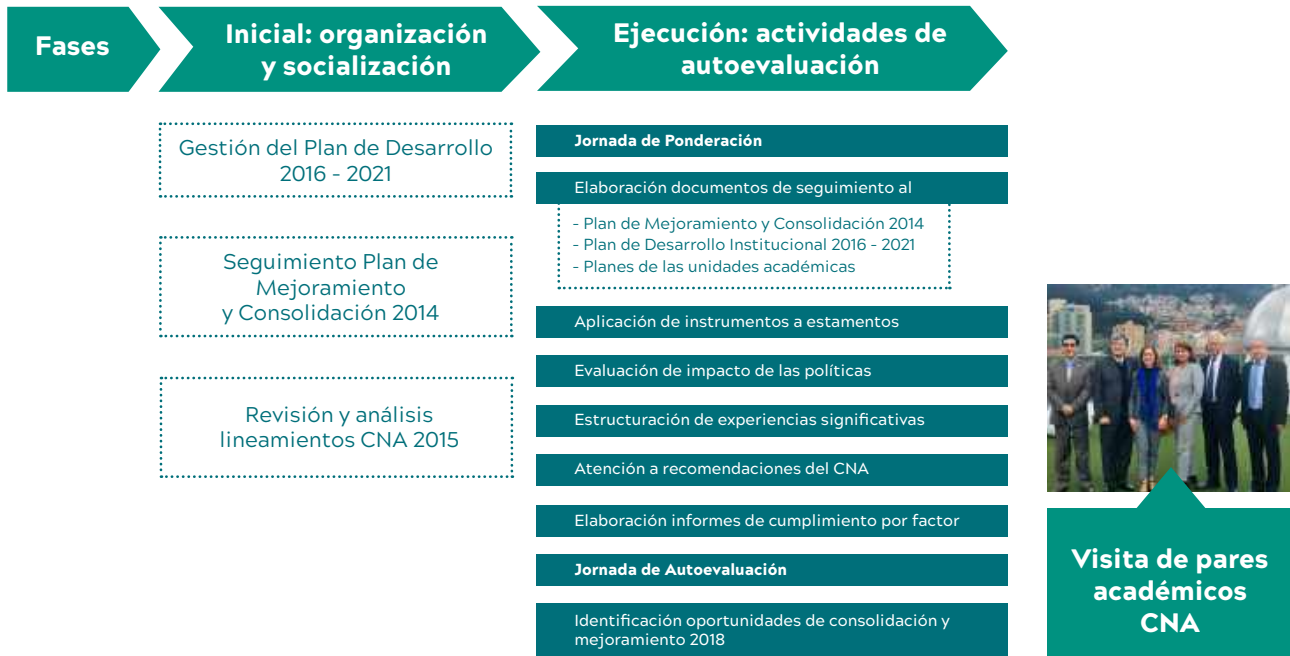 Fases
Inicial: organización
y socialización
Ejecución: actividades de
autoevaluación
Gestión del Plan de Desarrollo
2016 - 2021
Seguimiento Plan de
Mejoramiento
y Consolidación 2014
Revisión y análisis
lineamientos CNA 2015
Jornada de Ponderación
Elaboración documentos de seguimiento al
- Plan de Mejoramiento y Consolidación 2014
- Plan de Desarrollo Institucional 2016 - 2021
- Planes de las unidades académicas
Aplicación de instrumentos a estamentos
Evaluación de impacto de las políticas
Estructuración de experiencias significativas
Atención a recomendaciones del CNA
Elaboración informes de cumplimiento por factor
Jornada de Autoevaluación
Identificación oportunidades de consolidación y
mejoramiento 2018
Visita de pares
académicos
CNA